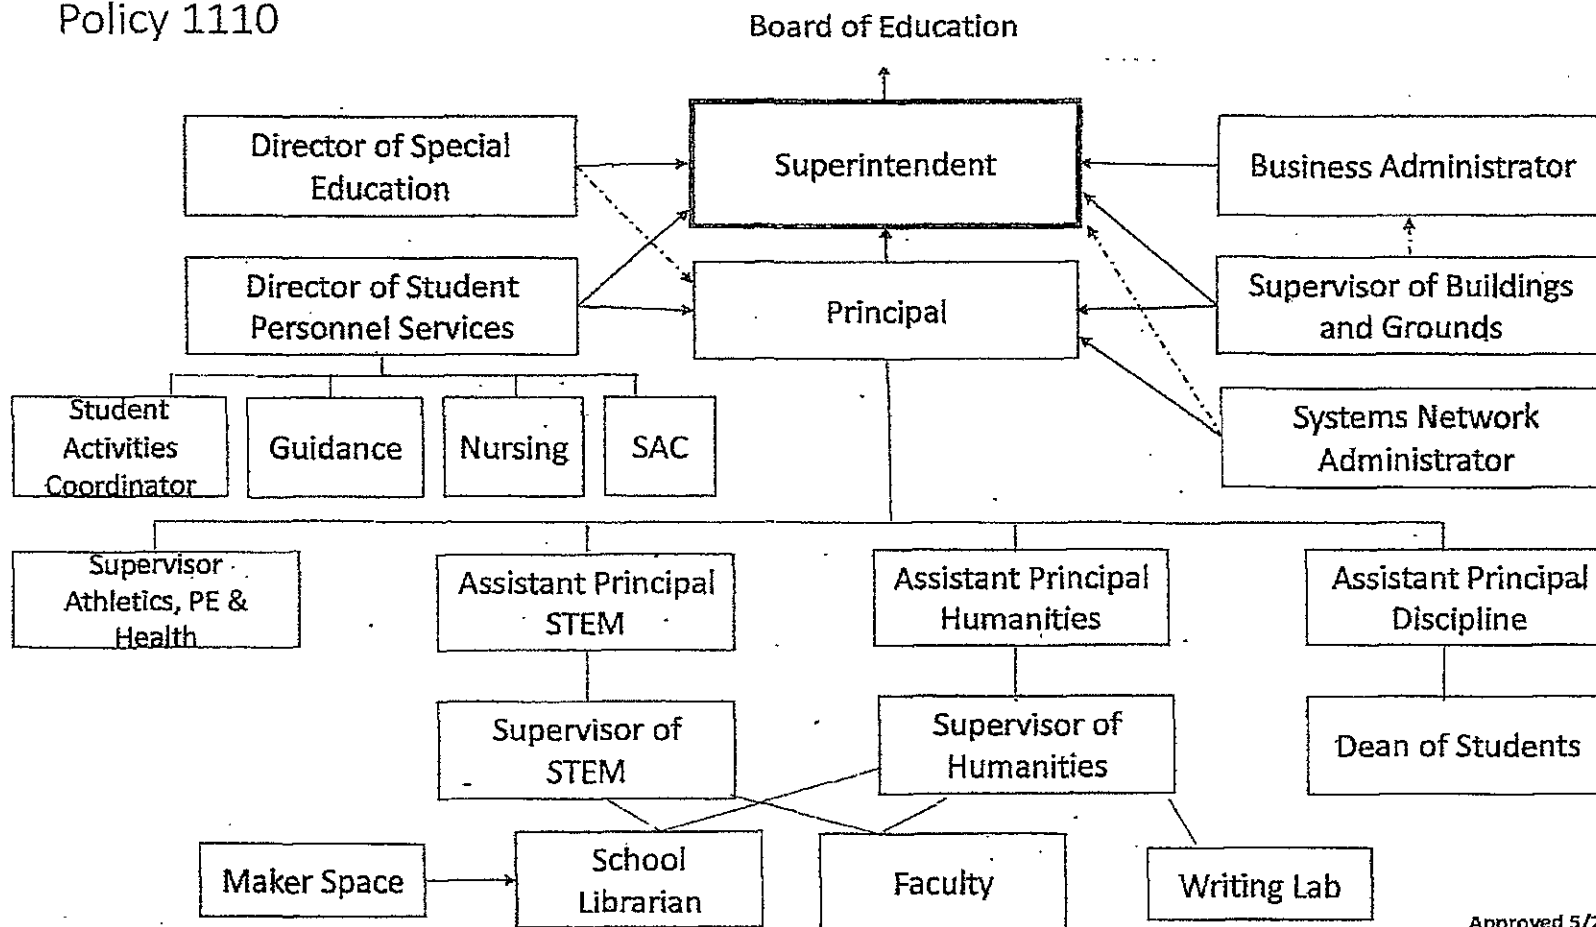 Policy 1110
Board of Education
Director of Special
Education
Superintendent
Business Administrator
Director of Student
Personnel Services
Principal
Supervisor of Buildings
and Grounds
Student
Activities
Coordinator
Guidance
Nursing
SAC
Systems Network
Administrator
Supervisor
Athletics, PE &
Health
Assistant Principal
STEM
Assistant Principal
Humanities
Assistant Principal
Discipline
Supervisor of
STEM
Supervisor of
Humanities
Dean of Students
Maker Space
School
Librarian
Faculty
Writing Lab
Approved 5/2